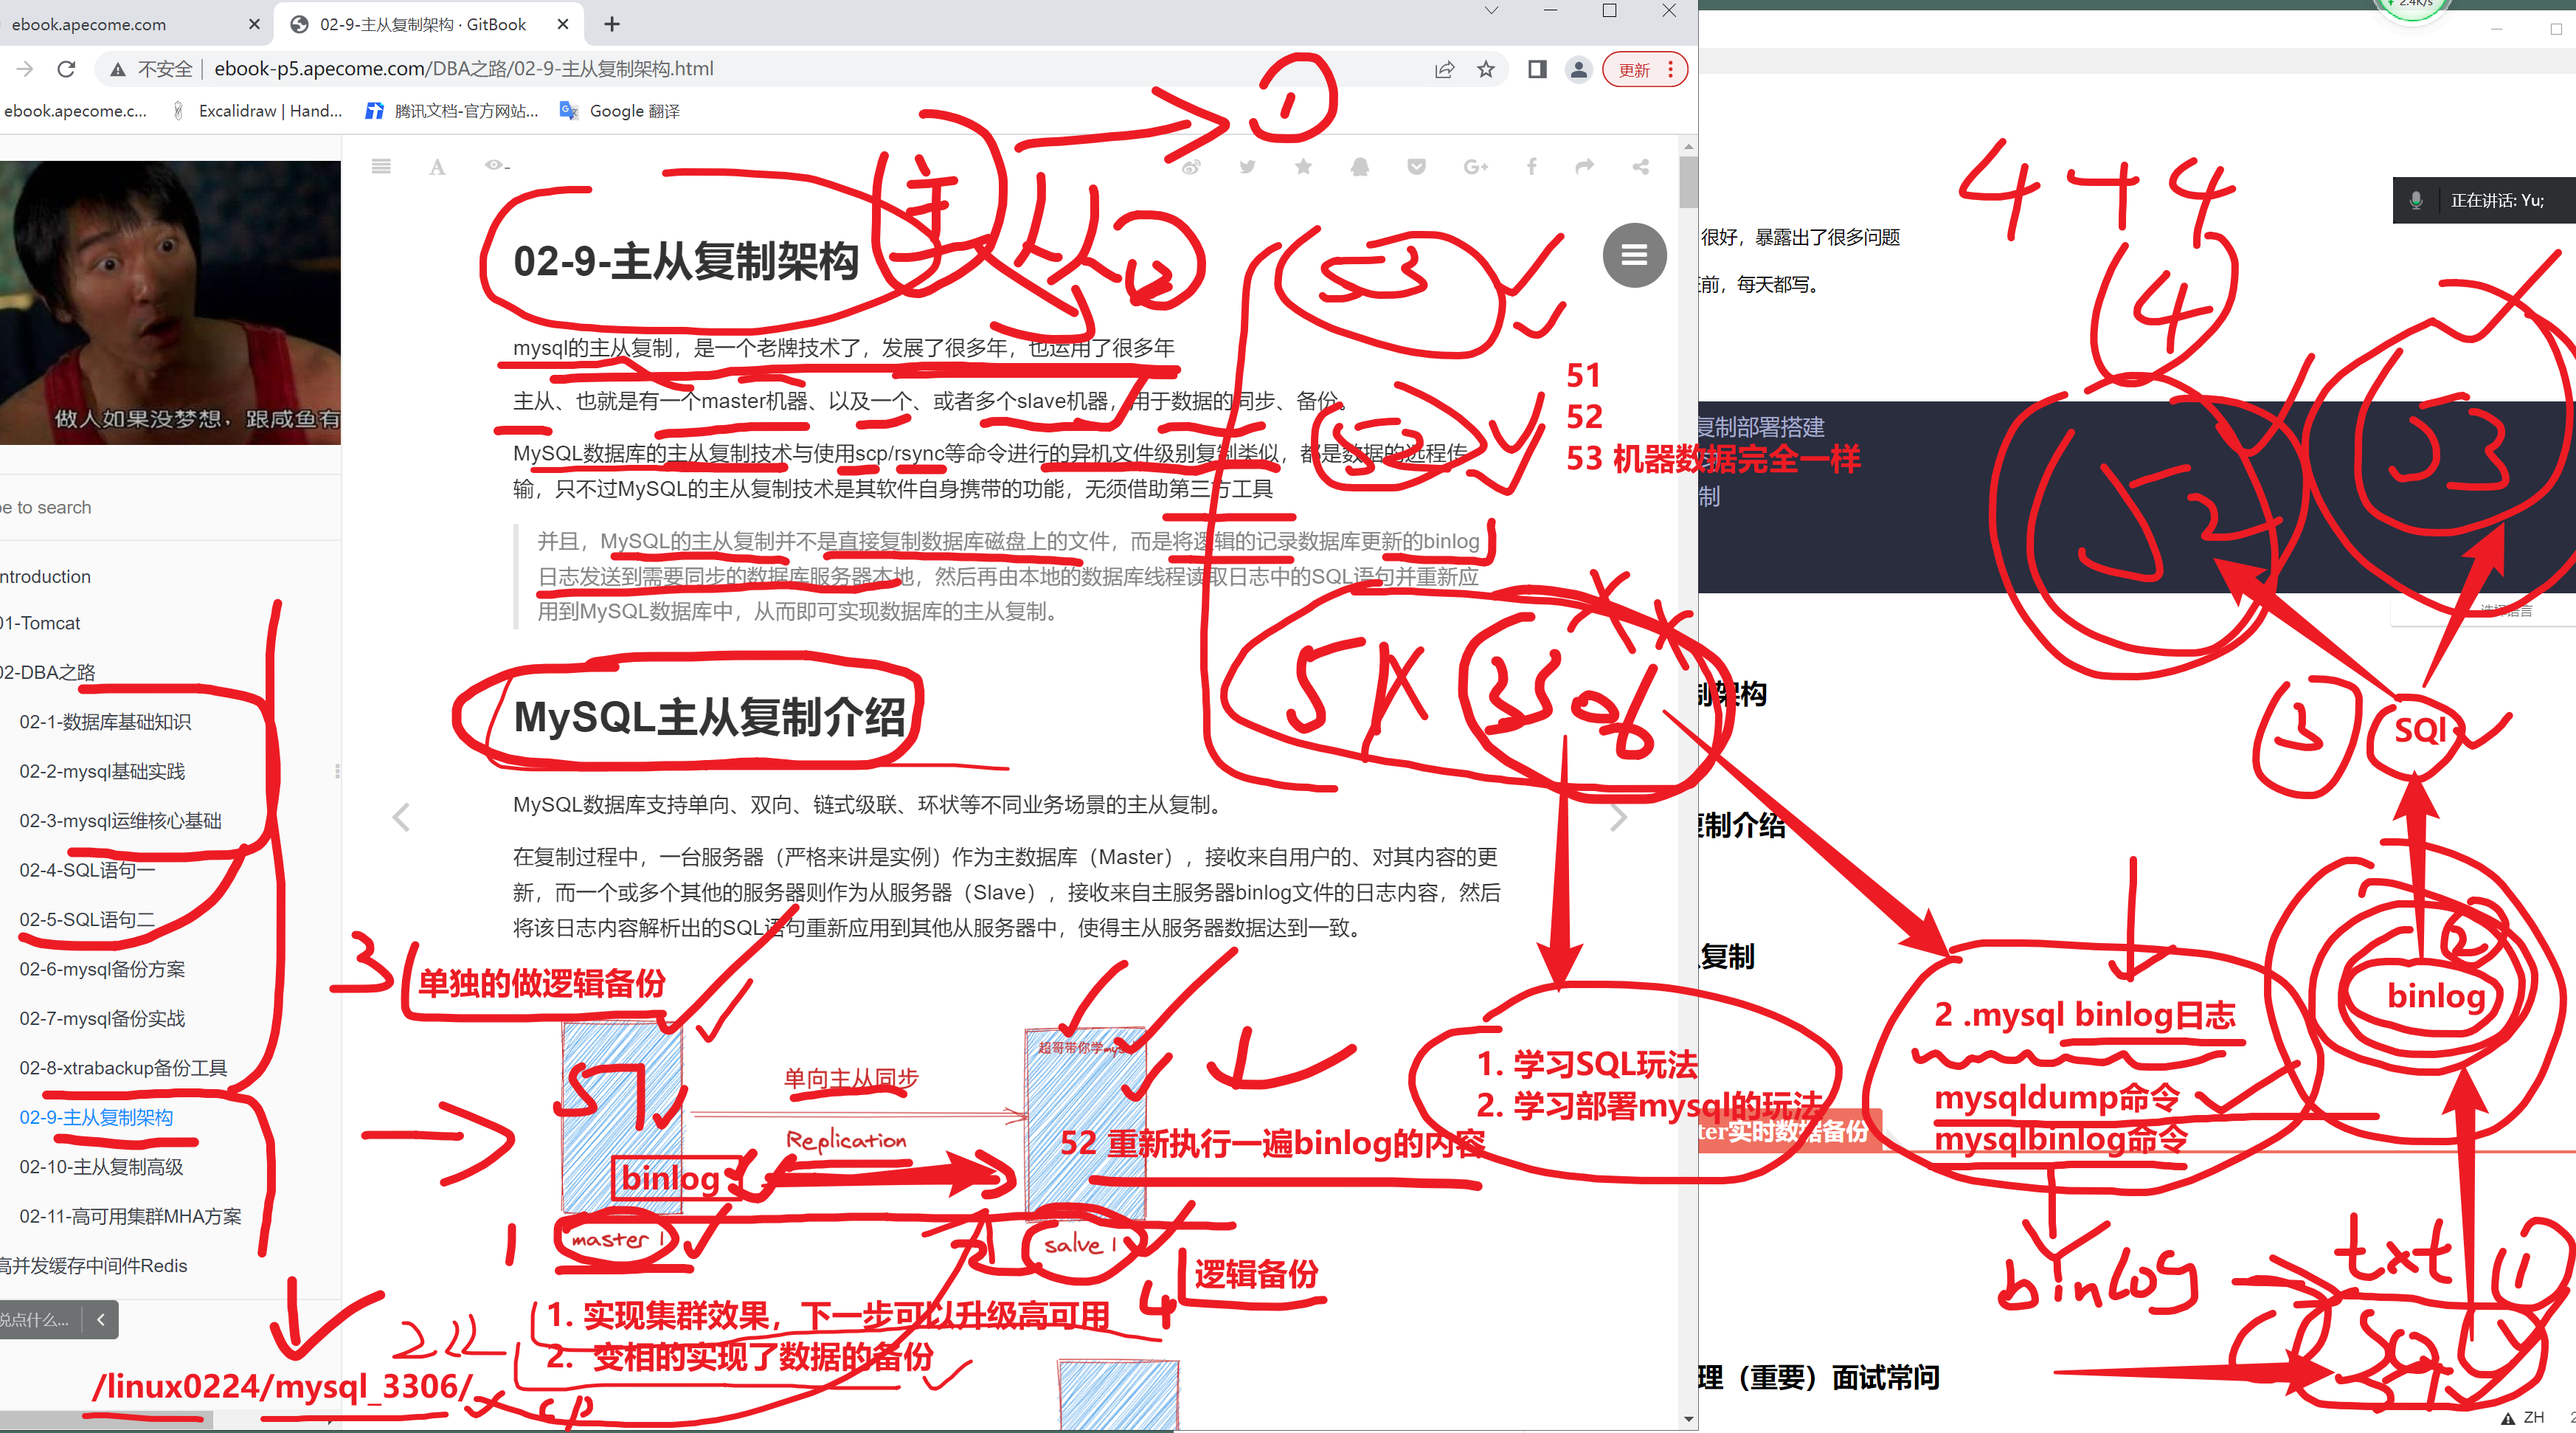 ebook.apecome.com
02-9-主从复制架构 · GitBook
不安全
ebook-p5.apecome.com/DBA之路/02-9-主从复制架构.html
更新
ebook.apecome.c...
Excalidraw | Hand...
腾讯文档-官方网站...
Google 翻译
2.4K/s
正在讲话: Yu;
做人如果没梦想，跟咸鱼有
pe to search
ntroduction
01-Tomcat
02-DBA之路
02-1-数据库基础知识
02-2-mysql基础实践
02-3-mysql运维核心基础
02-4-SQL语句一
02-5-SQL语句二
02-6-mysql备份方案
02-7-mysql备份实战
02-8-xtrabackup备份工具
02-9-主从复制架构
02-10-主从复制高级
02-11-高可用集群MHA方案
高并发缓存中间件Redis
说点什么...
/linux0224/mysql_3306/
cp
222
主从
1
2
02-9-主从复制架构
mysql的主从复制，是一个老牌技术了，发展了很多年，也运用了很多年
主从、也就是有一个master机器、以及一个、或者多个slave机器，用于数据的同步、备份。
MySQL数据库的主从复制技术与使用scp/rsync等命令进行的异机文件级别复制类似，都是数据的远程传
输，只不过MySQL的主从复制技术是其软件自身携带的功能，无须借助第三方工具
并且，MySQL的主从复制并不是直接复制数据库磁盘上的文件，而是将逻辑的记录数据库更新的binlog
日志发送到需要同步的数据库服务器本地，然后再由本地的数据库线程读取日志中的SQL语句并重新应
用到MySQL数据库中，从而即可实现数据库的主从复制。
53
52
51
51
52
53 机器数据完全一样
MySQL主从复制介绍
MySQL数据库支持单向、双向、链式级联、环状等不同业务场景的主从复制。
在复制过程中，一台服务器（严格来讲是实例）作为主数据库（Master），接收来自用户的、对其内容的更
新，而一个或多个其他的服务器则作为从服务器（Slave），接收来自主服务器binlog文件的日志内容，然后
将该日志内容解析出的SQL语句重新应用到其他从服务器中，使得主从服务器数据达到一致。
3
单独的做逻辑备份
超哥带你学mysql
51
单向主从同步
Replication
binlog
52 重新执行一遍binlog的内容
1
master 1
2
salve 1
4
逻辑备份
1. 实现集群效果，下一步可以升级高可用
2. 变相的实现了数据的备份
1. 学习SQL玩法
2. 学习部署mysql的玩法
4+4
4
很好，暴露出了很多问题
前，每天都写。
复制部署搭建
制
52
53
选择语言
制架构
复制介绍
复制
3
SQl
2
binlog
2 .mysql binlog日志
mysqldump命令
mysqlbinlog命令
ter实时数据备份
binlog
txt
1
理（重要）面试常问
ZH